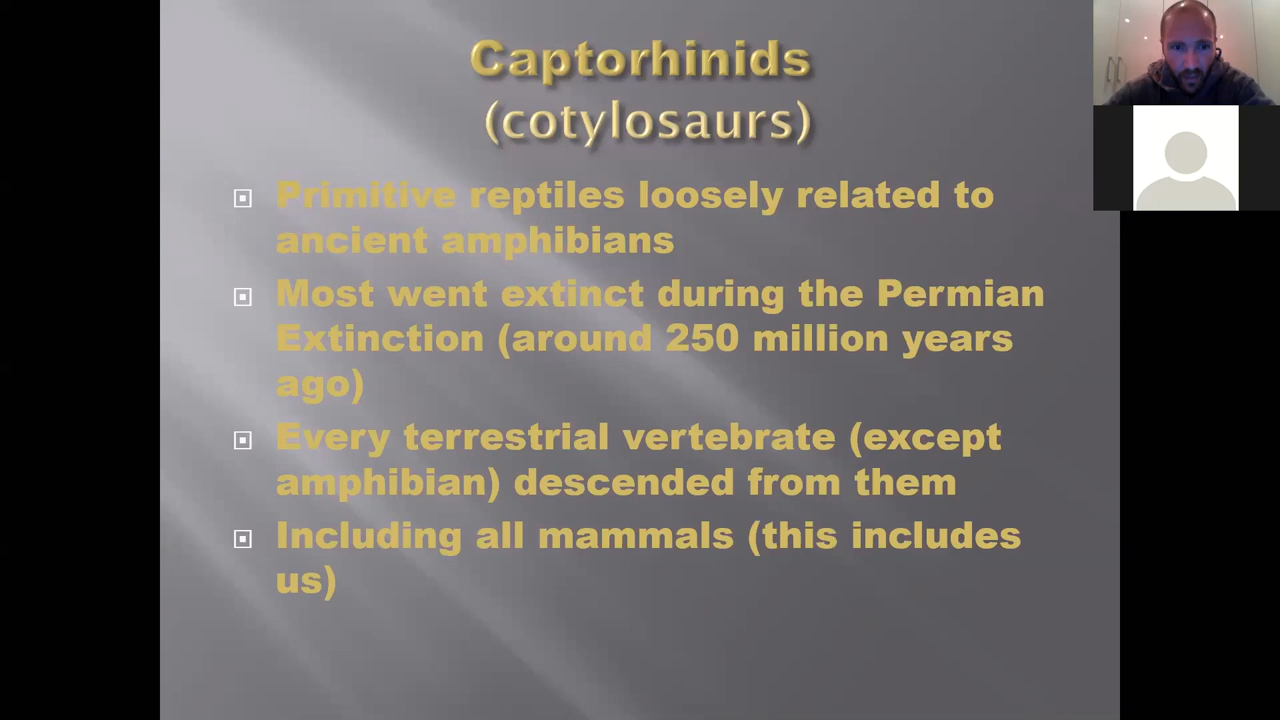 Captorhinids
(cotylosaurs)
Primitive reptiles loosely related to
ancient amphibians
Most went extinct during the Permian
Extinction (around 250 million years
ago)
Every terrestrial vertebrate (except
amphibian) descended from them
Including all mammals (this includes
us)